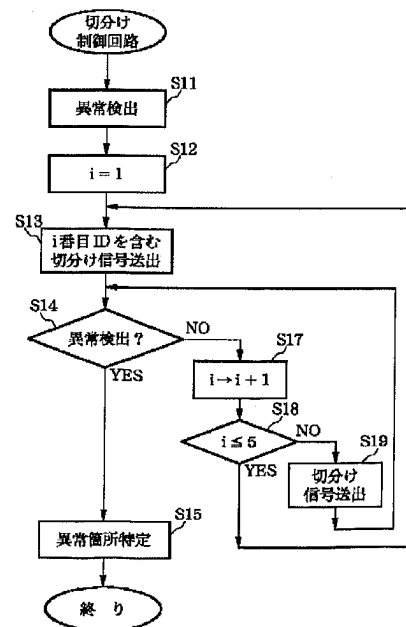 切分け
制御回路
S11
異常検出
S12
i=1
S13
i番目IDを含む
切分け信号送出
S14
異常検出?
NO
YES
S17
i→i+1
S18
i≤5
NO
YES
S19
切分け
信号送出
S15
異常箇所特定
終り